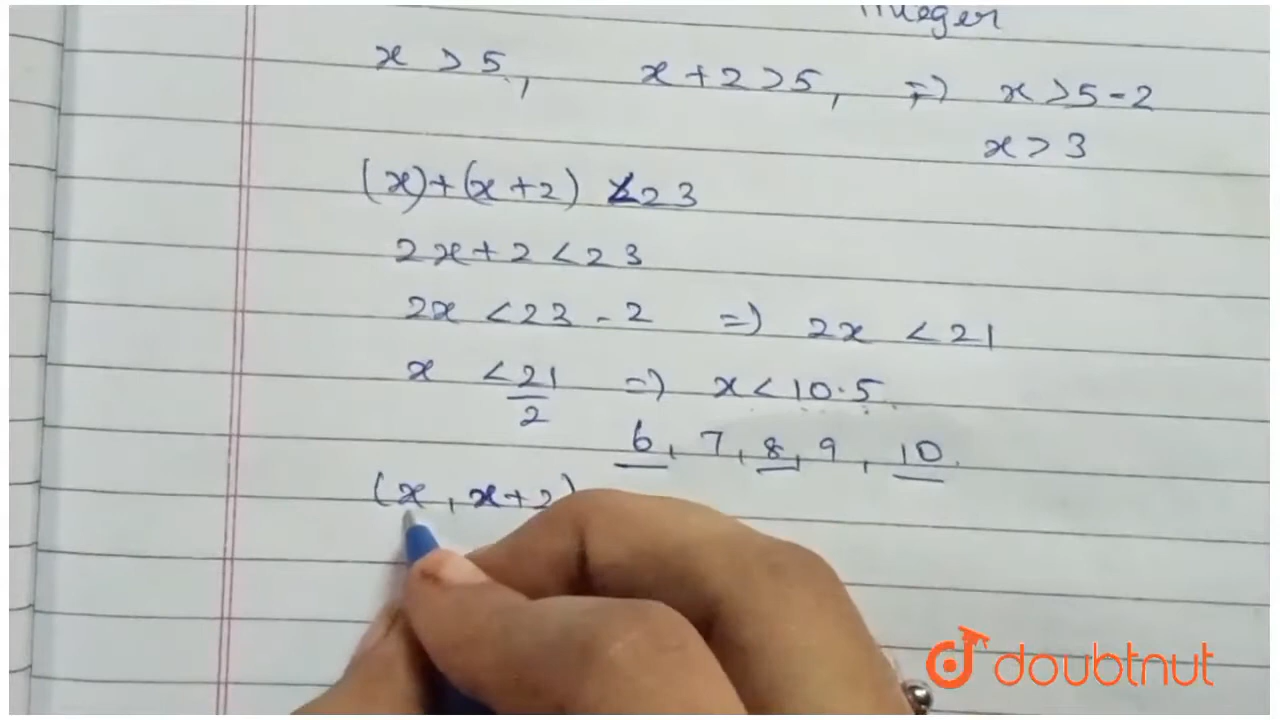 Integer
x > 5, x + 2 > 5, => x > 5 - 2
x > 3
(x) + (x + 2) < 23
2x + 2 < 23
2x < 23 - 2 => 2x < 21
x < 21/2 => x < 10.5
6, 7, 8, 9, 10.
(x, x + 2)
doubtnut